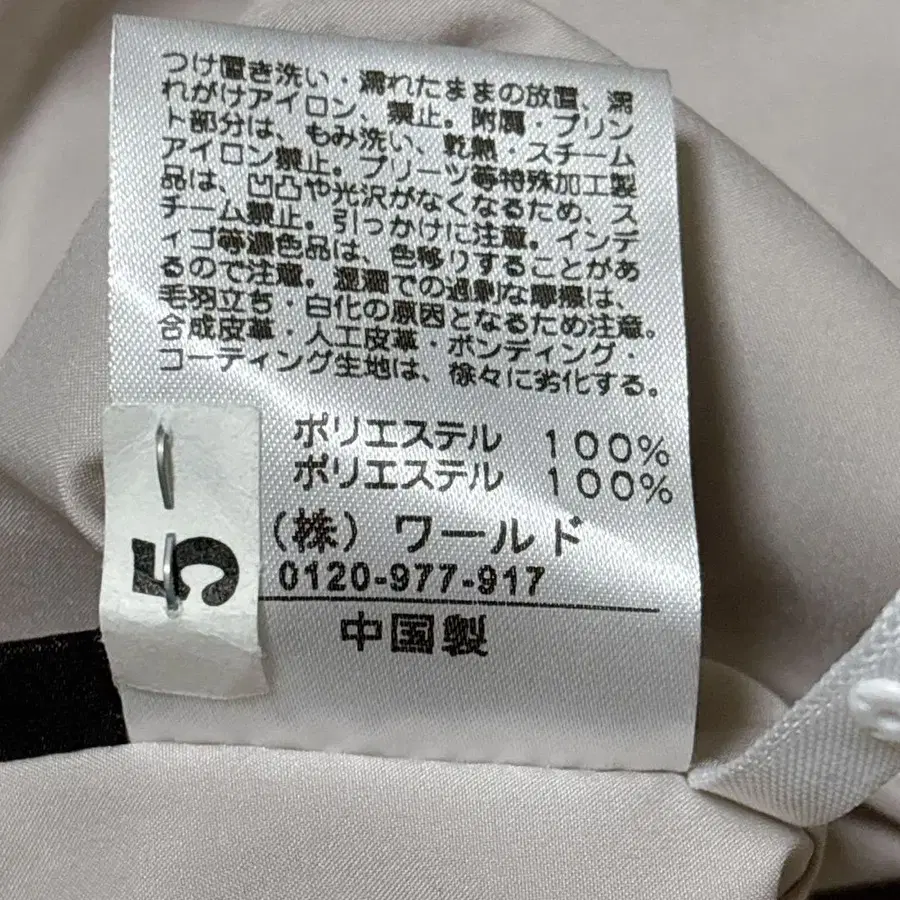 つけ置き洗い・濡れたままの放置、濡
れがけアイロン、禁止。附属・プリン
ト部分は、もみ洗い、乾熱・スチーム
アイロン禁止。プリーツ等特殊加工製
品は、凹凸や光沢がなくなるため、ス
チーム禁止。引っかけに注意。インデ
ィゴ等濃色品は、色移りすることがあ
るので注意。湿潤での過剰な摩擦は、
毛羽立ち・白化の原因となるため注意。
合成皮革・人工皮革・ボンディング・
コーティング生地は、徐々に劣化する。
ポリエステル 100%
ポリエステル 100%
(株) ワールド
0120-977-917
中国製
5